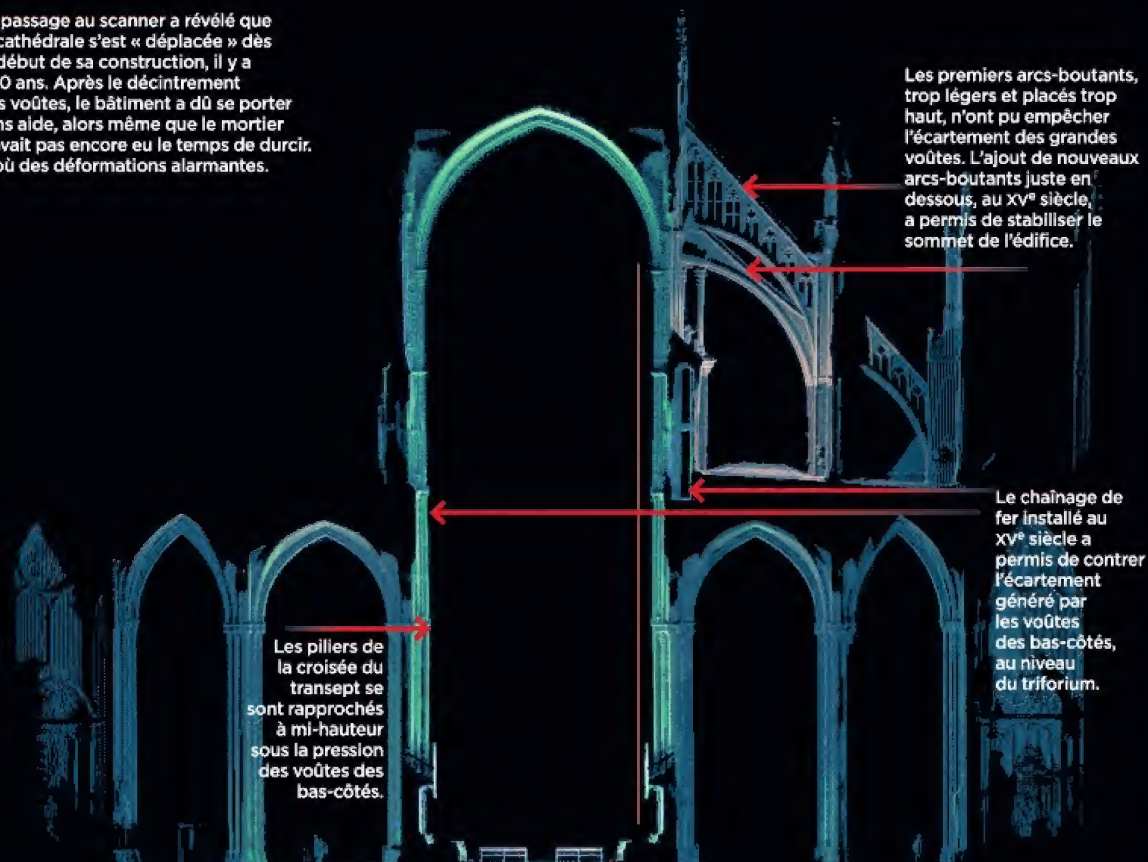 passage au scanner a révélé que
cathédrale s'est « déplacée » dès
début de sa construction, il y a
0 ans. Après le décintrement
s voûtes, le bâtiment a dû se porter
ns aide, alors même que le mortier
avait pas encore eu le temps de durcir.
où des déformations alarmantes.
Les premiers arcs-boutants,
trop légers et placés trop
haut, n'ont pu empêcher
l'écartement des grandes
voûtes. L'ajout de nouveaux
arcs-boutants juste en
dessous, au XVe siècle,
a permis de stabiliser le
sommet de l'édifice.
Le chaînage de
fer installé au
XVe siècle a
permis de contrer
l'écartement
généré par
les voûtes
des bas-côtés,
au niveau
du triforium.
Les piliers de
la croisée du
transept se
sont rapprochés
à mi-hauteur
sous la pression
des voûtes des
bas-côtés.